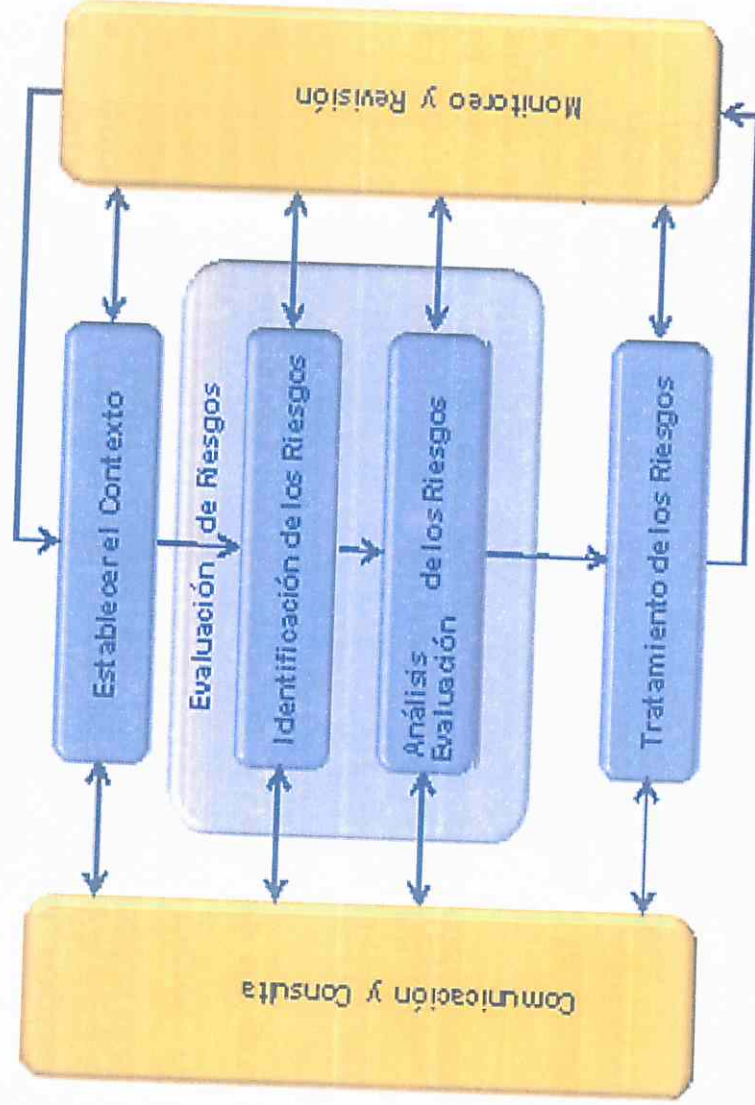 Establecer el Contexto
Evaluación de Riesgos
Identificación de los Riesgos
Análisis
Evaluación de los Riesgos
Tratamiento de los Riesgos
Comunicación y Consulta
Monitoreo y Revisión